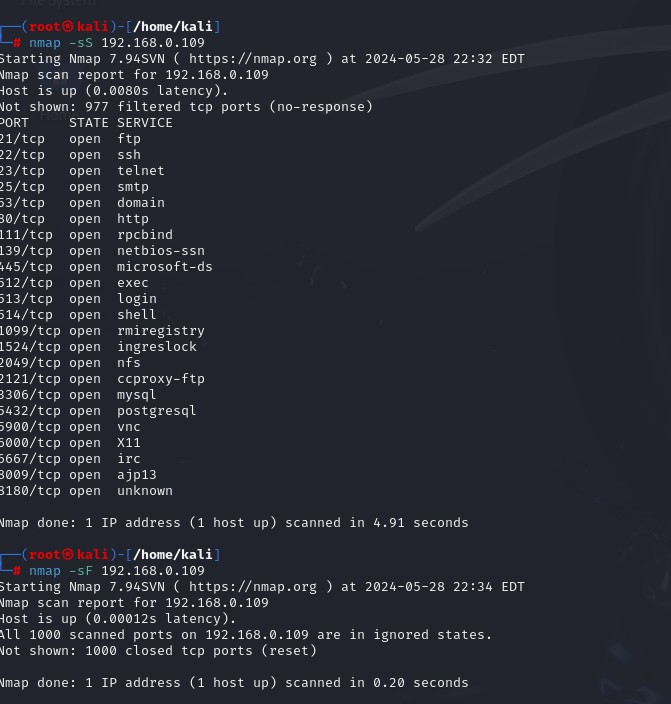 ┌──(root㉿kali)-[/home/kali]
└─# nmap -sS 192.168.0.109
Starting Nmap 7.94SVN ( https://nmap.org ) at 2024-05-28 22:32 EDT
Nmap scan report for 192.168.0.109
Host is up (0.0080s latency).
Not shown: 977 filtered tcp ports (no-response)
PORT     STATE SERVICE
21/tcp   open  ftp
22/tcp   open  ssh
23/tcp   open  telnet
25/tcp   open  smtp
53/tcp   open  domain
80/tcp   open  http
111/tcp  open  rpcbind
139/tcp  open  netbios-ssn
445/tcp  open  microsoft-ds
512/tcp  open  exec
513/tcp  open  login
514/tcp  open  shell
1099/tcp open  rmiregistry
1524/tcp open  ingreslock
2049/tcp open  nfs
2121/tcp open  ccproxy-ftp
3306/tcp open  mysql
5432/tcp open  postgresql
5900/tcp open  vnc
6000/tcp open  X11
6667/tcp open  irc
8009/tcp open  ajp13
8180/tcp open  unknown
Nmap done: 1 IP address (1 host up) scanned in 4.91 seconds
┌──(root㉿kali)-[/home/kali]
└─# nmap -sF 192.168.0.109
Starting Nmap 7.94SVN ( https://nmap.org ) at 2024-05-28 22:34 EDT
Nmap scan report for 192.168.0.109
Host is up (0.00012s latency).
All 1000 scanned ports on 192.168.0.109 are in ignored states.
Not shown: 1000 closed tcp ports (reset)
Nmap done: 1 IP address (1 host up) scanned in 0.20 seconds